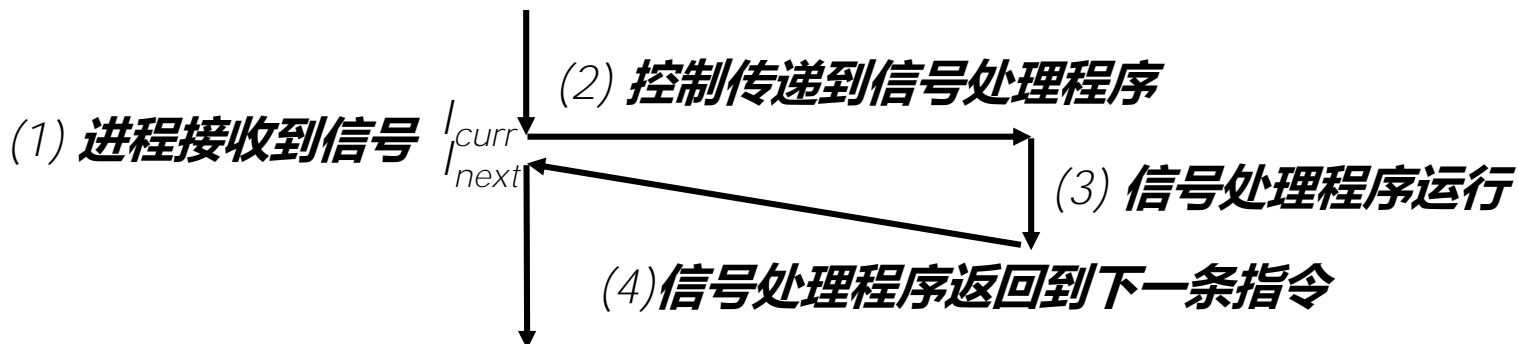 (2) 控制传递到信号处理程序
(1) 进程接收到信号 I_curr
I_next
(3) 信号处理程序运行
(4)信号处理程序返回到下一条指令